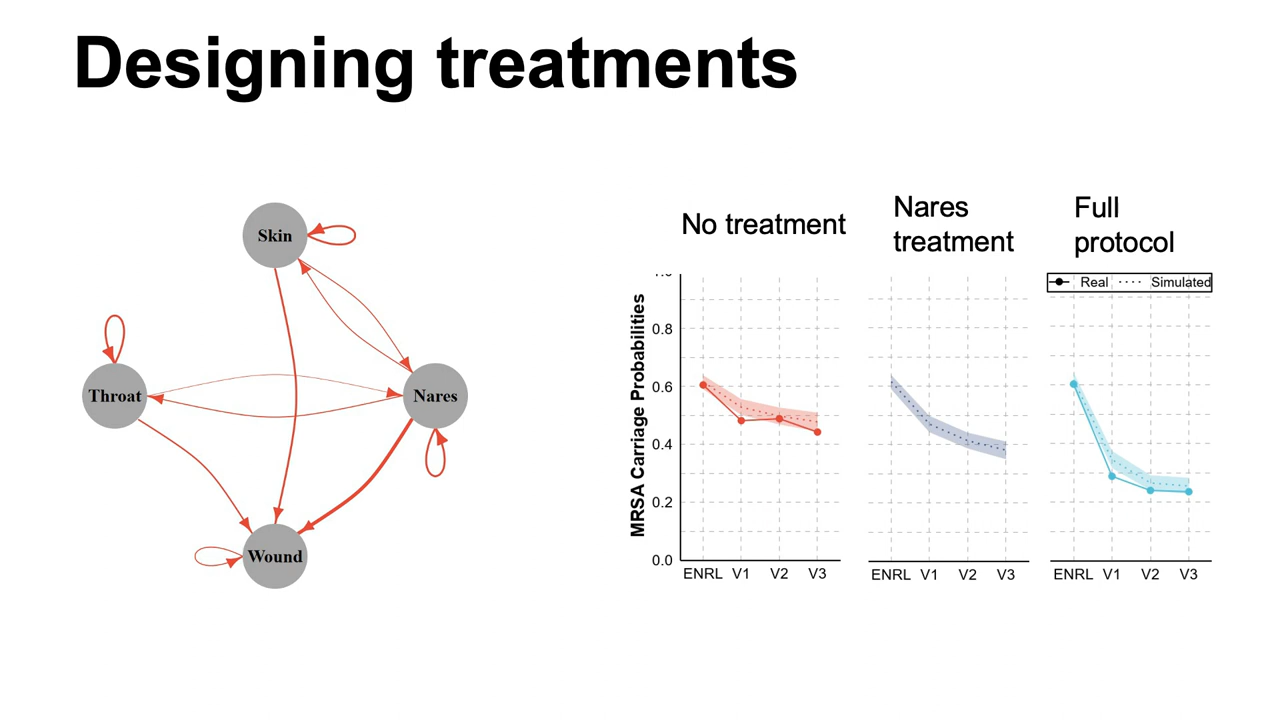 Designing treatments
Skin
Throat
Nares
Wound
No treatment
Nares
treatment
Full
protocol
Real
Simulated
MRSA Carriage Probabilities
0.8
0.6
0.4
0.2
0.0
ENRL V1 V2 V3
ENRL V1 V2 V3
ENRL V1 V2 V3